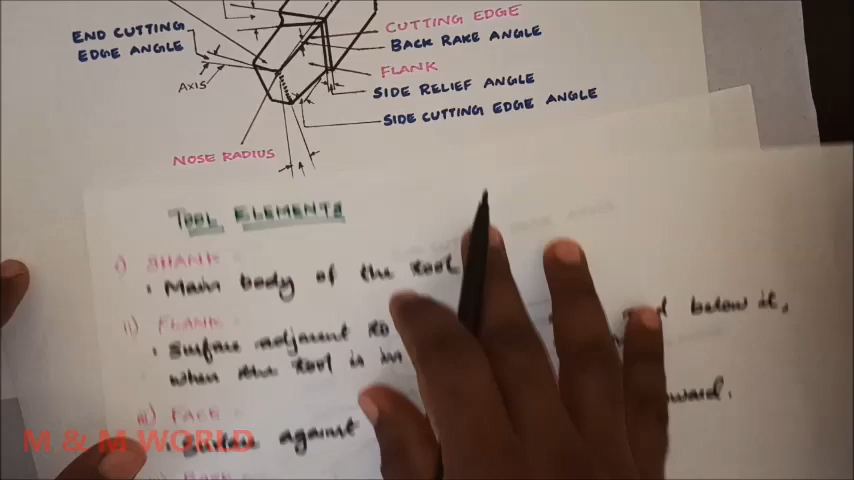 CUTTING EDGE
END CUTTING
EDGE ANGLE
BACK RAKE ANGLE
FLANK
AXIS
SIDE RELIEF ANGLE
SIDE CUTTING EDGE ANGLE
NOSE RADIUS
A
TOOL ELEMENTS
i) SHANK
• Main body of the tool
ii) FLANK
• Surface adjacent to below it,
when the tool is in
iii) FACE
• Surface against
M & M WORLD